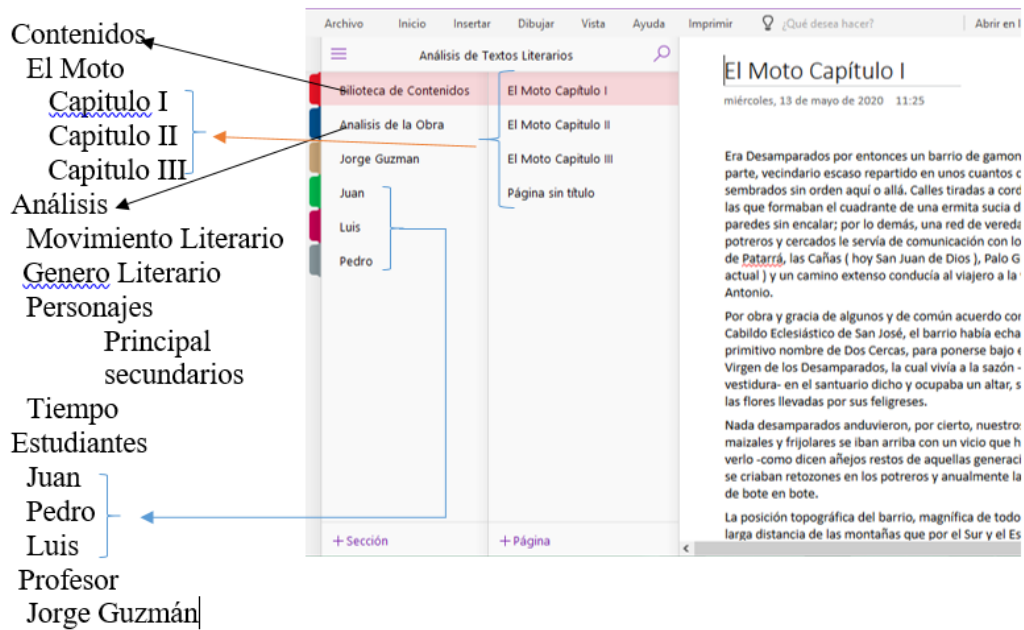 Contenidos
El Moto
Capitulo I
Capitulo II
Capitulo III
Análisis
Movimiento Literario
Genero Literario
Personajes
Principal
secundarios
Tiempo
Estudiantes
Juan
Pedro
Luis
Profesor
Jorge Guzmán
Archivo Inicio Insertar Dibujar Vista Ayuda Imprimir ¿Qué desea hacer? Abrir en
Análisis de Textos Literarios
Bilioteca de Contenidos
Analisis de la Obra
Jorge Guzman
Juan
Luis
Pedro
+ Sección
El Moto Capítulo I
El Moto Capitulo II
El Moto Capitulo III
Página sin título
+ Página
El Moto Capítulo I
miércoles, 13 de mayo de 2020 11:25
Era Desamparados por entonces un barrio de gamon
parte, vecindario escaso repartido en unos cuantos c
sembrados sin orden aquí o allá. Calles tiradas a cord
las que formaban el cuadrante de una ermita sucia d
paredes sin encalar; por lo demás, una red de vereda
potreros y cercados le servía de comunicación con lo
de Patarrá, las Cañas ( hoy San Juan de Dios ), Palo G
actual ) y un camino extenso conducía al viajero a la
Antonio.
Por obra y gracia de algunos y de común acuerdo con
Cabildo Eclesiástico de San José, el barrio había echa
primitivo nombre de Dos Cercas, para ponerse bajo e
Virgen de los Desamparados, la cual vivía a la sazón -
vestidura- en el santuario dicho y ocupaba un altar, s
las flores llevadas por sus feligreses.
Nada desamparados anduvieron, por cierto, nuestros
maizales y frijolares se iban arriba con un vicio que h
verlo -como dicen añejos restos de aquellas generaci
se criaban retozones en los potreros y anualmente la
de bote en bote.
La posición topográfica del barrio, magnífica de todo
larga distancia de las montañas que por el Sur y el Es